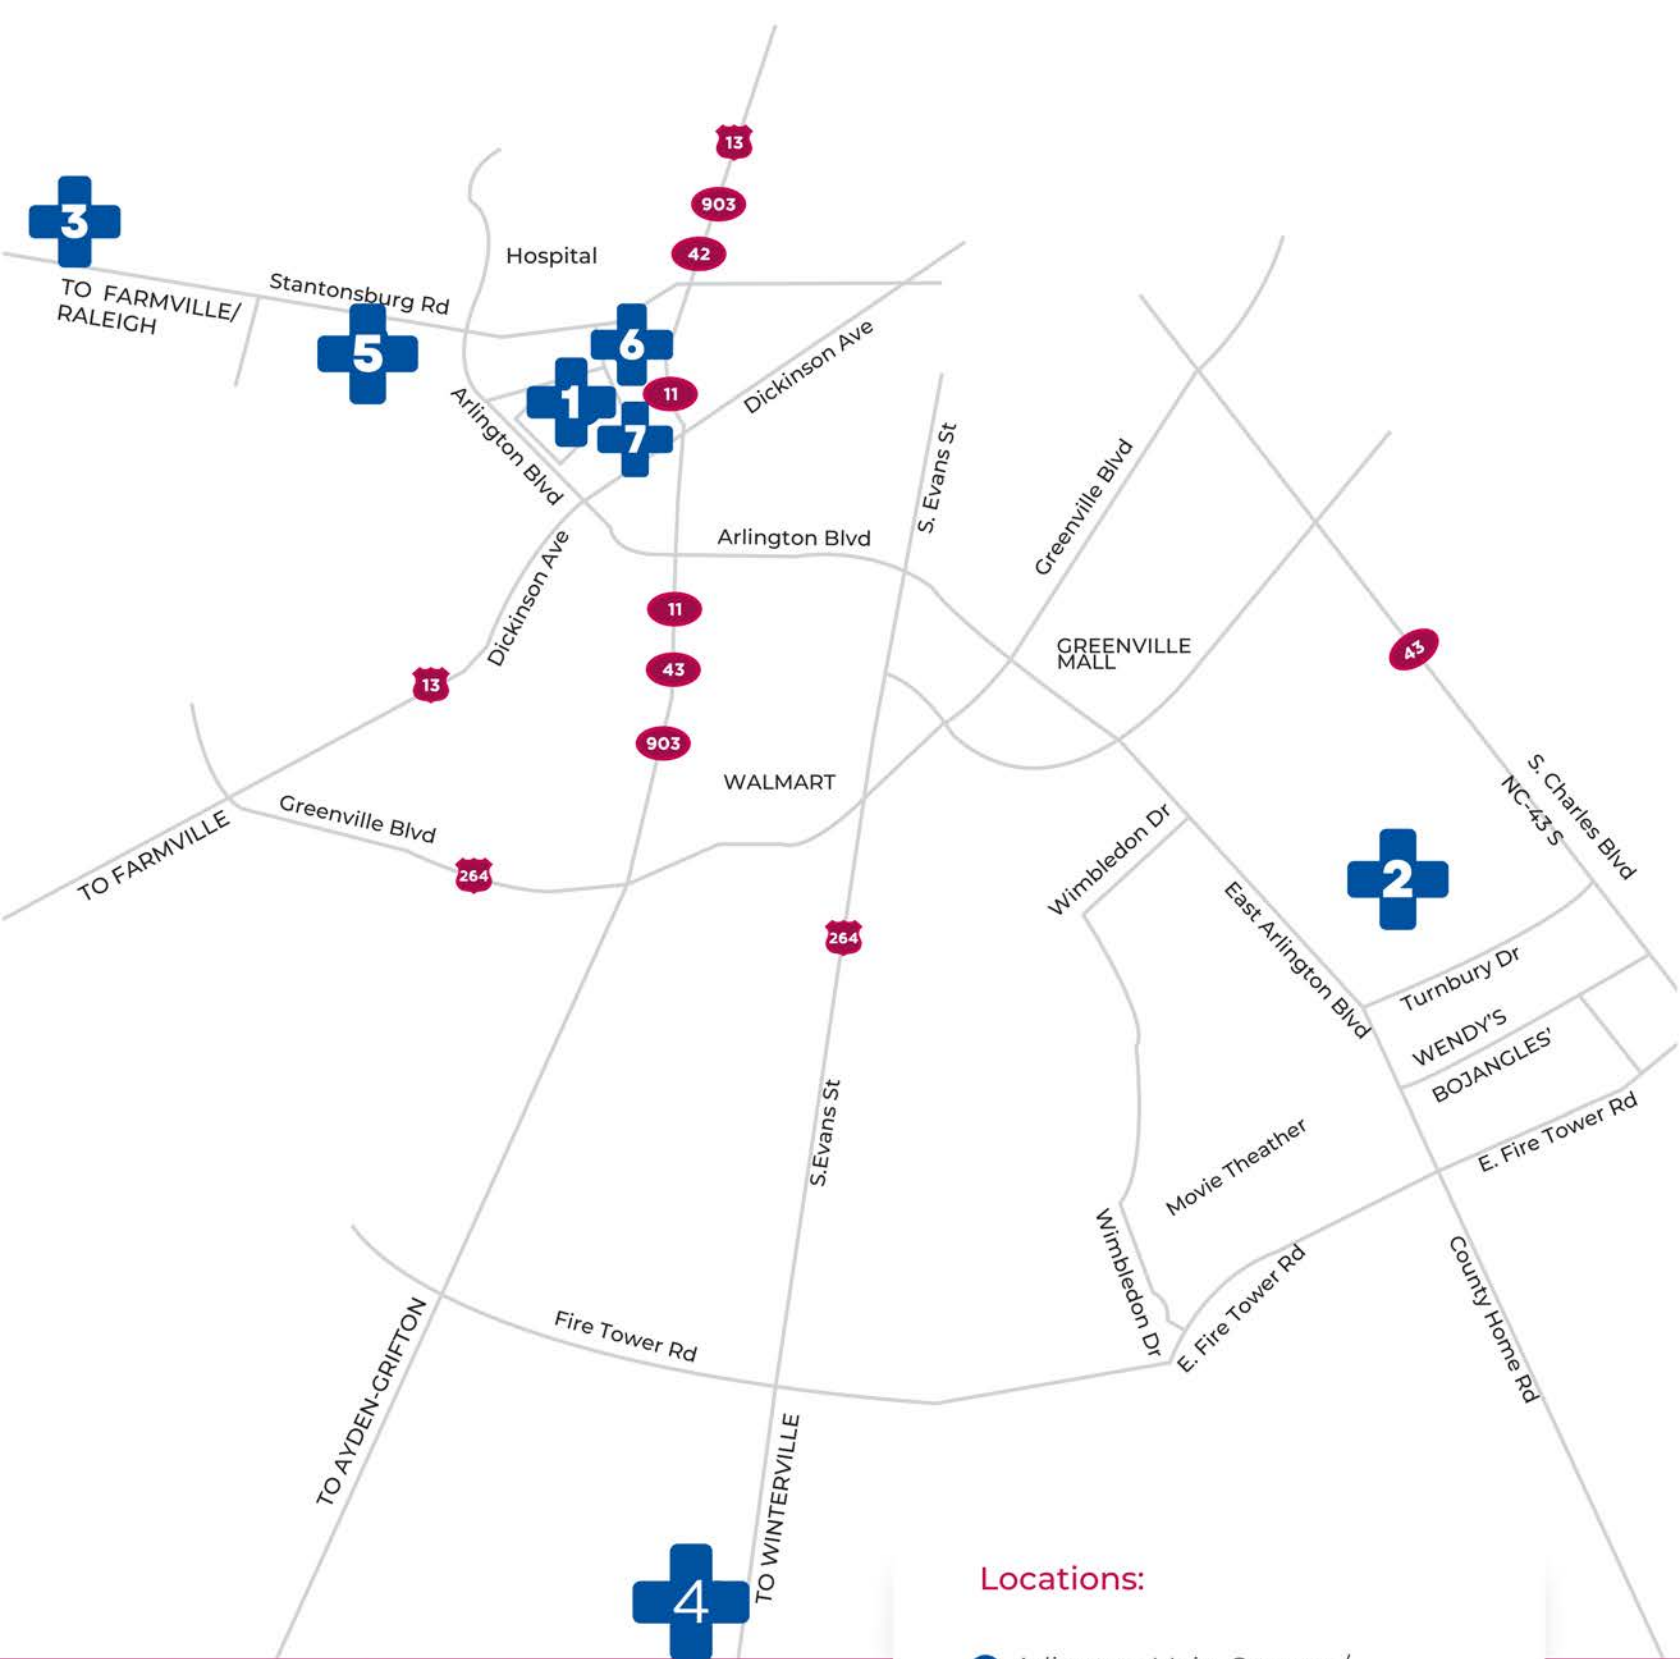 13
903
42
3
Hospital
TO FARMVILLE/
RALEIGH
Stantonsburg Rd
5
6
1
11
7
Dickinson Ave
Arlington Blvd
S. Evans St
Greenville Blvd
Arlington Blvd
Dickinson Ave
11
43
903
13
GREENVILLE
MALL
43
WALMART
Greenville Blvd
TO FARMVILLE
264
S. Charles Blvd
NC-43 S
Wimbledon Dr
2
East Arlington Blvd
264
Turnbury Dr
WENDY'S
BOJANGLES'
S.Evans St
E. Fire Tower Rd
Movie Theather
Wimbledon Dr
E. Fire Tower Rd
County Home Rd
Fire Tower Rd
TO AYDEN-GRIFTON
TO WINTERVILLE
4
Locations: